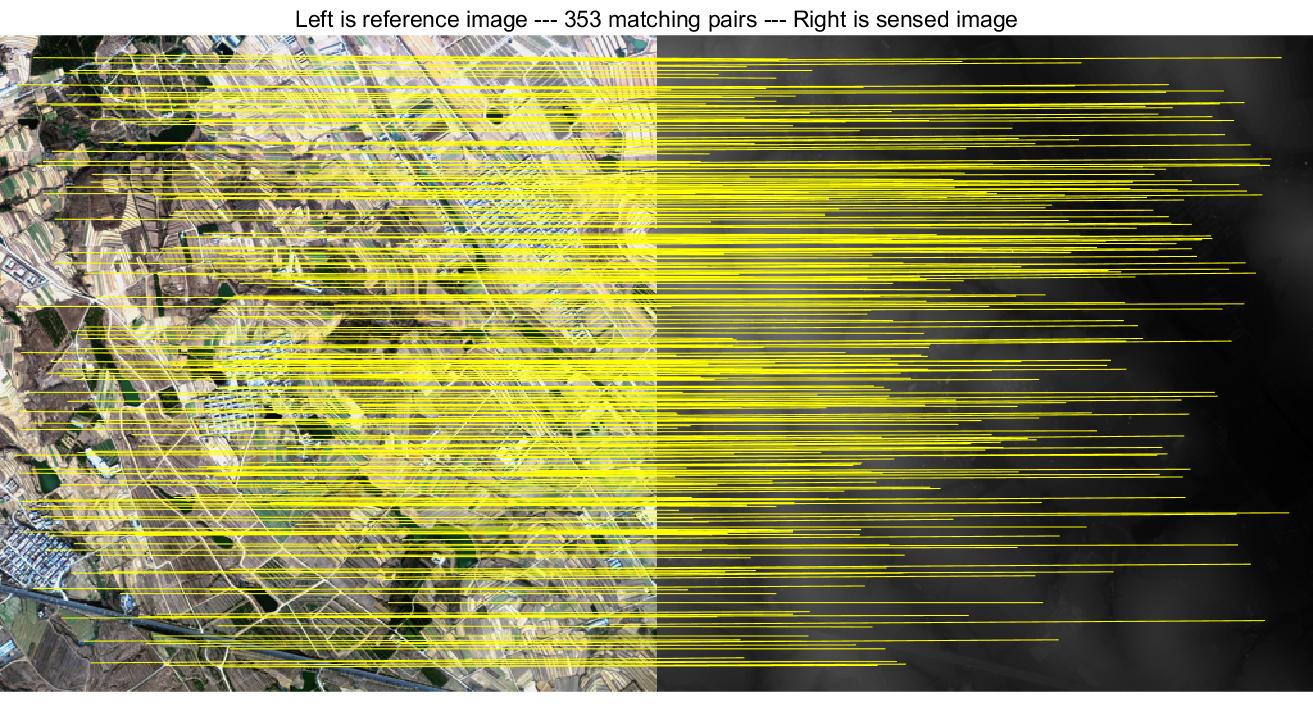 Left is reference image --- 353 matching pairs --- Right is sensed image